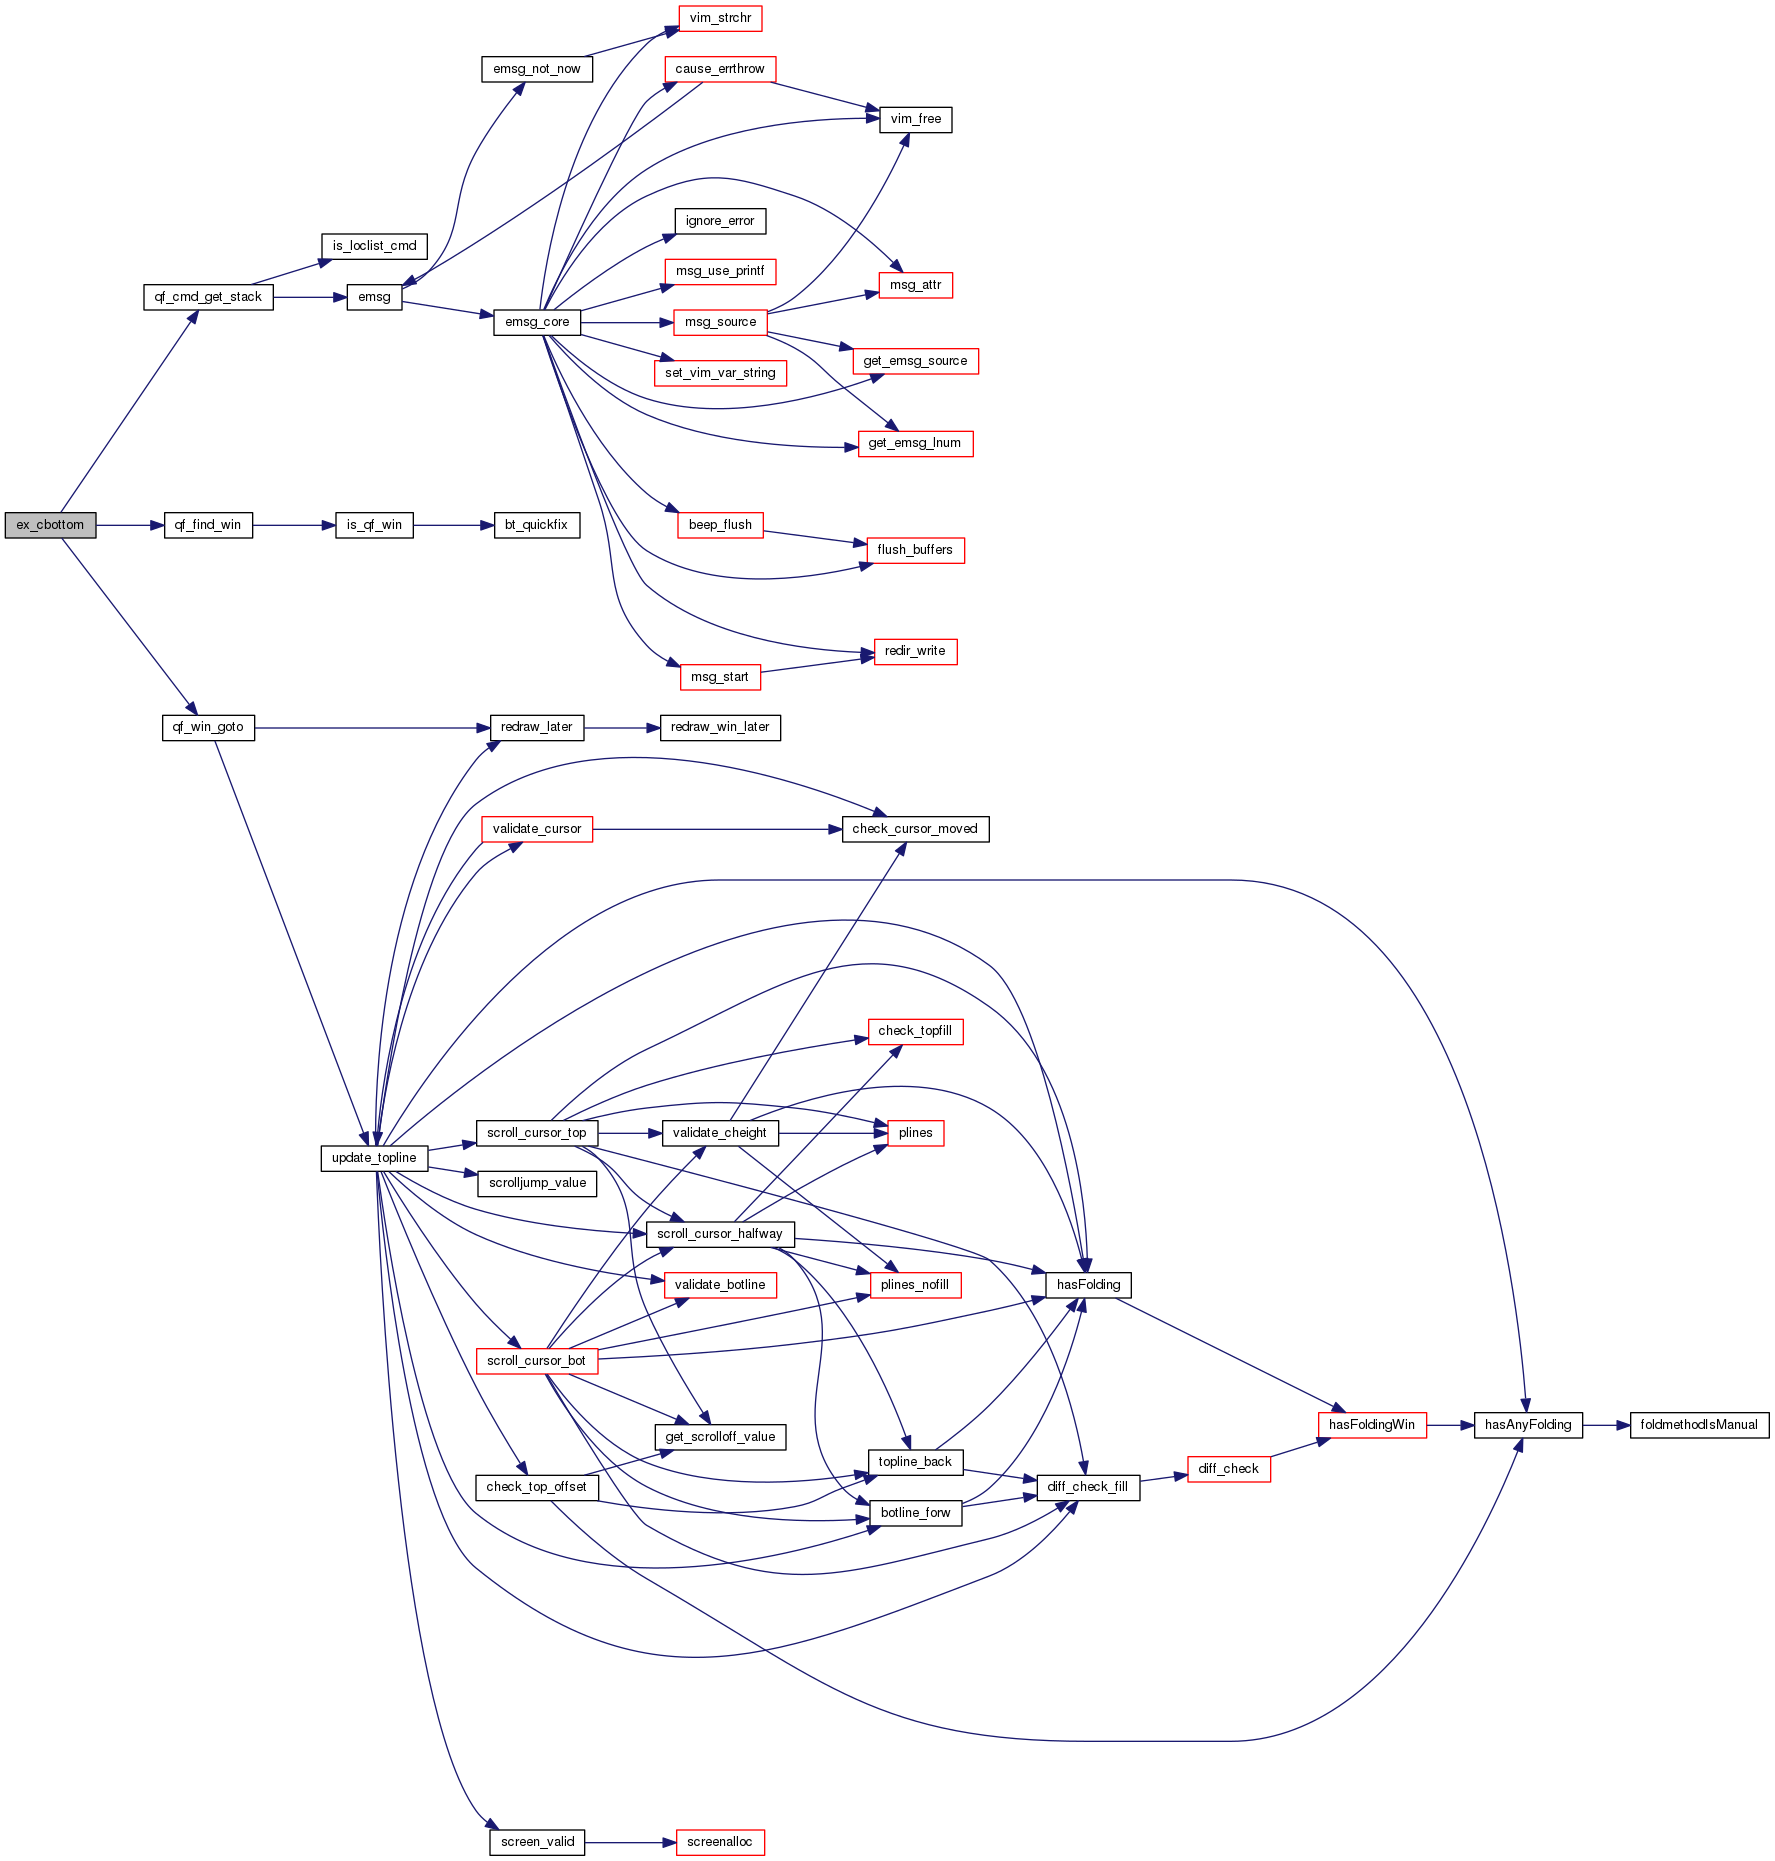 vim_strchr
emsg_not_now
cause_errthrow
vim_free
ignore_error
is_loclist_cmd
msg_use_printf
msg_attr
qf_cmd_get_stack
emsg
emsg_core
msg_source
get_emsg_source
set_vim_var_string
get_emsg_lnum
ex_cbottom
qf_find_win
is_qf_win
bt_quickfix
beep_flush
flush_buffers
redir_write
msg_start
qf_win_goto
redraw_later
redraw_win_later
validate_cursor
check_cursor_moved
check_topfill
scroll_cursor_top
validate_cheight
plines
update_topline
scrolljump_value
scroll_cursor_halfway
validate_botline
plines_nofill
hasFolding
scroll_cursor_bot
get_scrolloff_value
hasFoldingWin
hasAnyFolding
foldmethodIsManual
topline_back
diff_check
check_top_offset
diff_check_fill
botline_forw
screen_valid
screenalloc